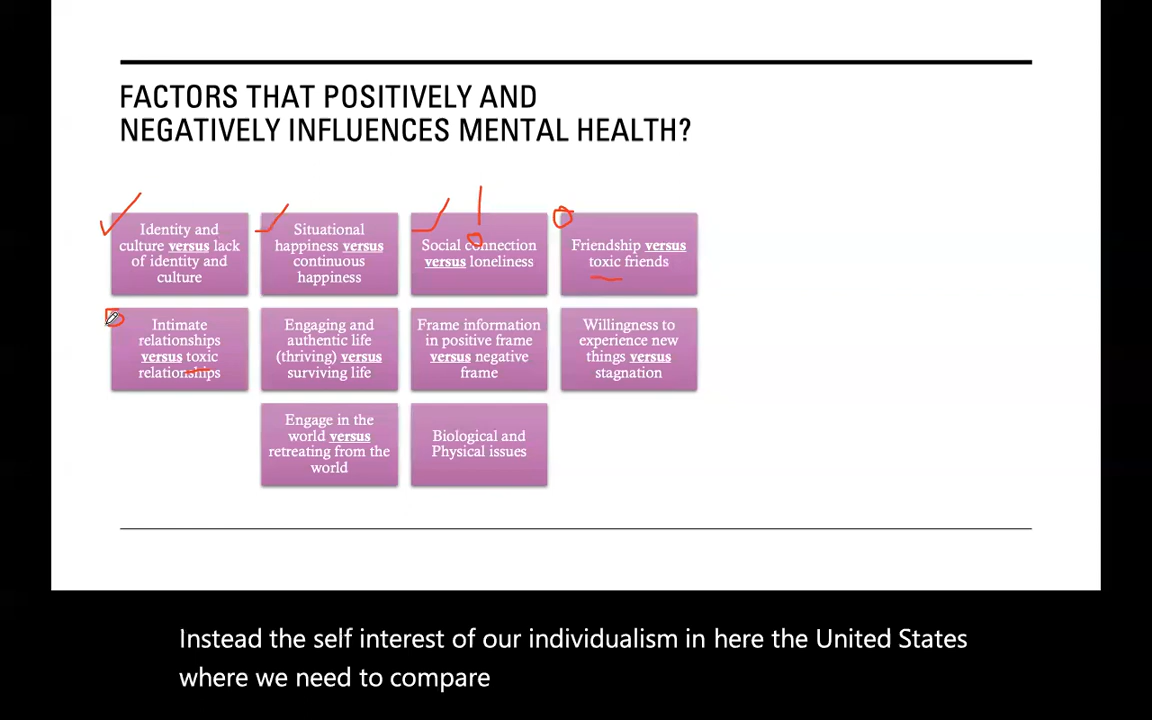 FACTORS THAT POSITIVELY AND
NEGATIVELY INFLUENCES MENTAL HEALTH?
Identity and
culture versus lack
of identity and
culture
Situational
happiness versus
continuous
happiness
Social connection
versus loneliness
Friendship versus
toxic friends
Intimate
relationships
versus toxic
relationships
Engaging and
authentic life
(thriving) versus
surviving life
Frame information
in positive frame
versus negative
frame
Willingness to
experience new
things versus
stagnation
Engage in the
world versus
retreating from the
world
Biological and
Physical issues
Instead the self interest of our individualism in here the United States
where we need to compare